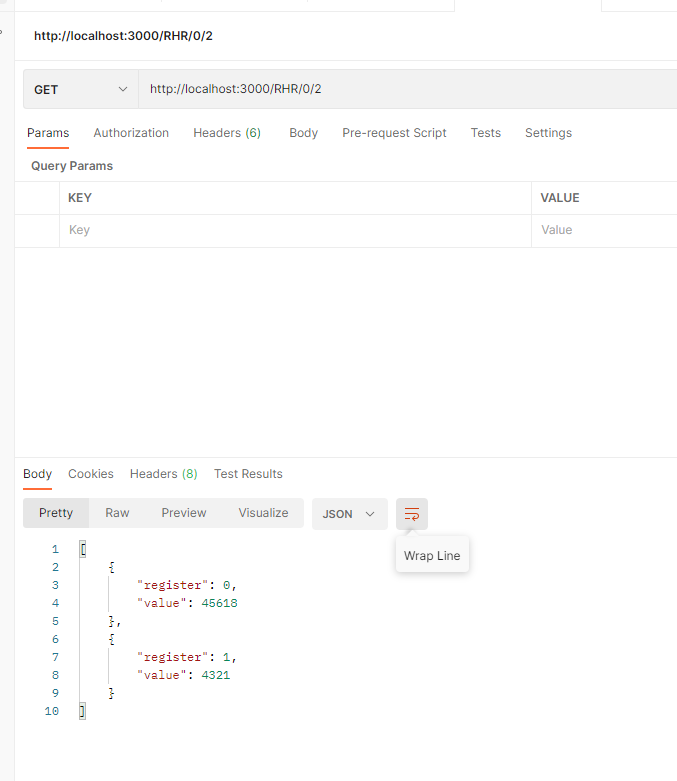 http://localhost:3000/RHR/0/2
GET http://localhost:3000/RHR/0/2
Params Authorization Headers (6) Body Pre-request Script Tests Settings
Query Params
KEY VALUE
Key Value
Body Cookies Headers (8) Test Results
Pretty Raw Preview Visualize JSON
Wrap Line
1 [
2 {
3 "register": 0,
4 "value": 45618
5 },
6 {
7 "register": 1,
8 "value": 4321
9 }
10 ]